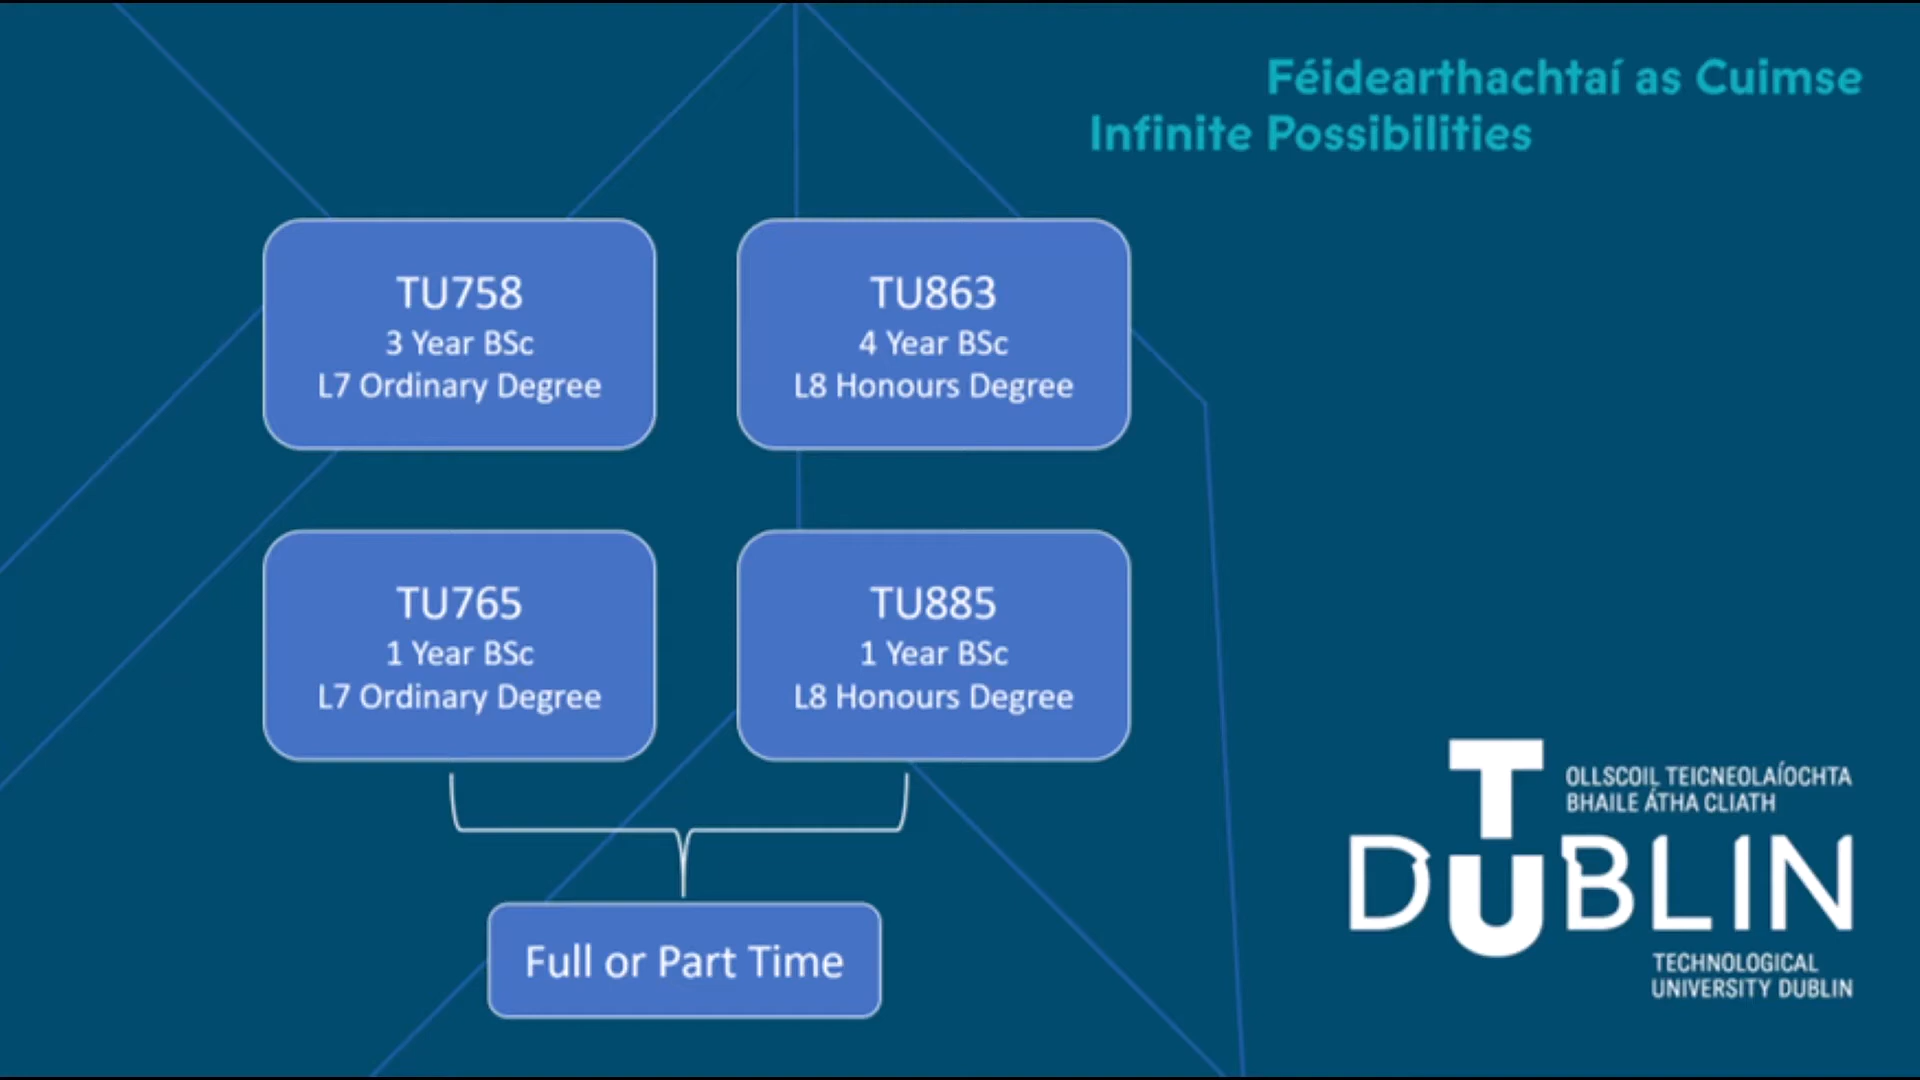 Féidearthachtaí as Cuimse
Infinite Possibilities
TU758
3 Year BSc
L7 Ordinary Degree
TU863
4 Year BSc
L8 Honours Degree
TU765
1 Year BSc
L7 Ordinary Degree
TU885
1 Year BSc
L8 Honours Degree
Full or Part Time
OLLSCOIL TEICNEOLAÍOCHTA
BHAILE ÁTHA CLIATH
TU DUBLIN
TECHNOLOGICAL
UNIVERSITY DUBLIN